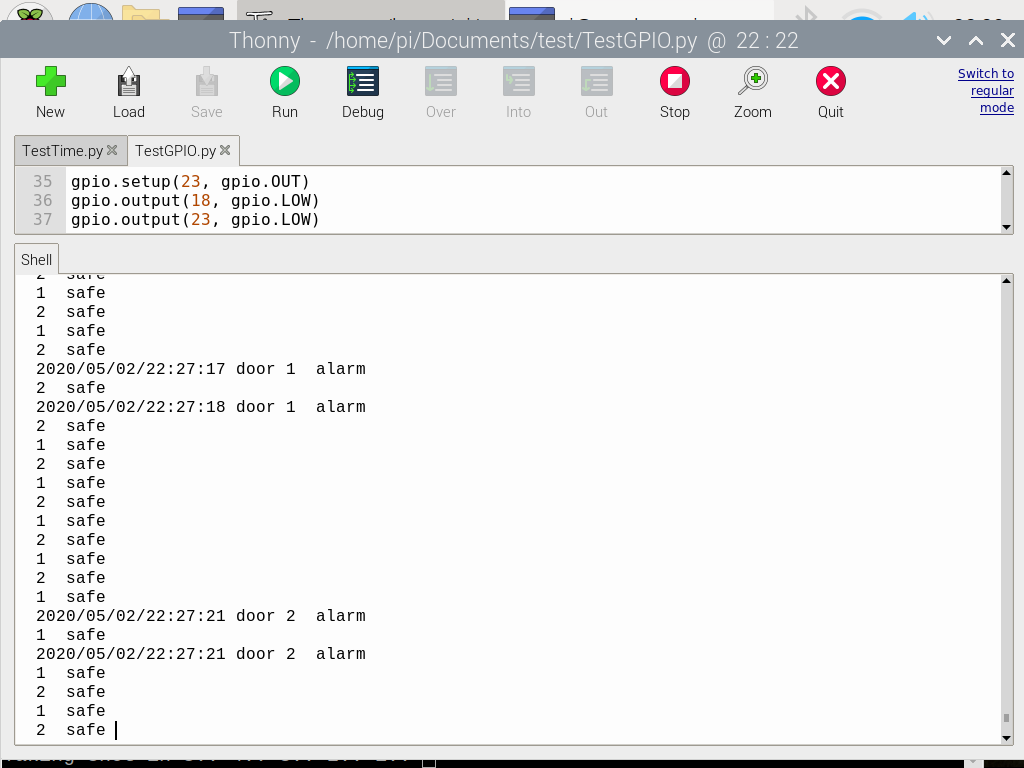 Thonny - /home/pi/Documents/test/TestGPIO.py @ 22 : 22
New Load Save Run Debug Over Into Out Stop Zoom Quit
Switch to
regular
mode
TestTime.py TestGPIO.py
35 gpio.setup(23, gpio.OUT)
36 gpio.output(18, gpio.LOW)
37 gpio.output(23, gpio.LOW)
Shell
2 safe
1 safe
2 safe
1 safe
2 safe
2020/05/02/22:27:17 door 1 alarm
2 safe
2020/05/02/22:27:18 door 1 alarm
2 safe
1 safe
2 safe
1 safe
2 safe
1 safe
2 safe
1 safe
2 safe
1 safe
2020/05/02/22:27:21 door 2 alarm
1 safe
2020/05/02/22:27:21 door 2 alarm
1 safe
2 safe
1 safe
2 safe